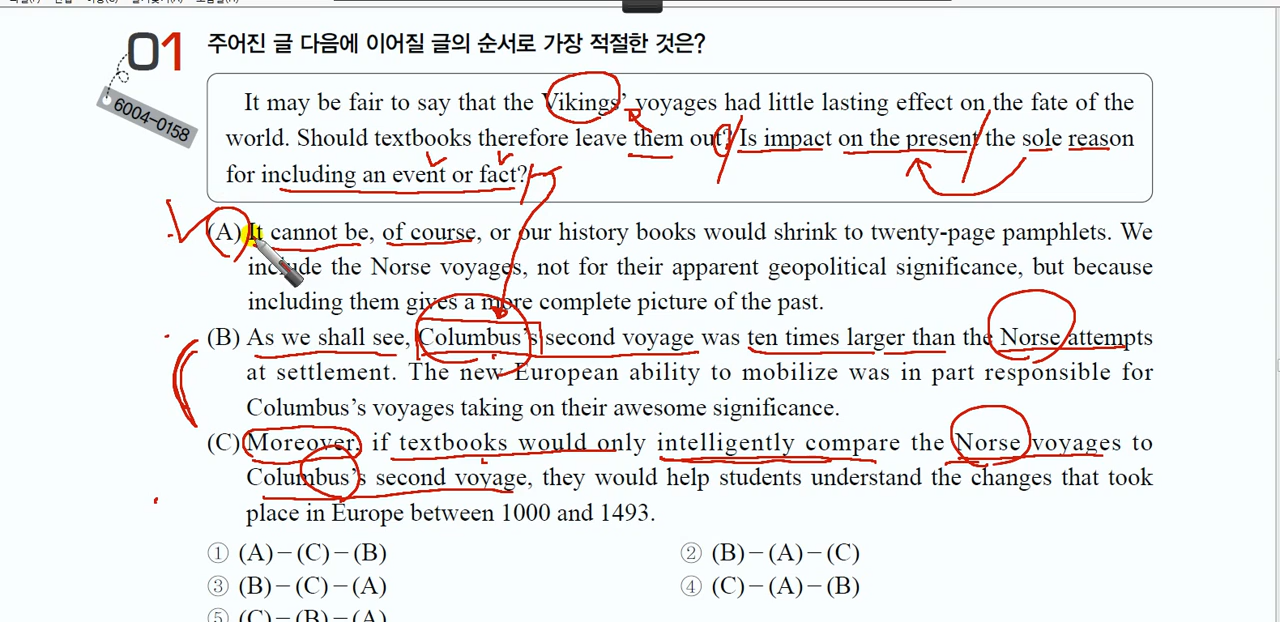 01 주어진 글 다음에 이어질 글의 순서로 가장 적절한 것은?
6004-0158
It may be fair to say that the Vikings' voyages had little lasting effect on the fate of the
world. Should textbooks therefore leave them out? Is impact on the present the sole reason
for including an event or fact?
(A) It cannot be, of course, or our history books would shrink to twenty-page pamphlets. We
include the Norse voyages, not for their apparent geopolitical significance, but because
including them gives a more complete picture of the past.
(B) As we shall see, Columbus's second voyage was ten times larger than the Norse attempts
at settlement. The new European ability to mobilize was in part responsible for
Columbus's voyages taking on their awesome significance.
(C) Moreover, if textbooks would only intelligently compare the Norse voyages to
Columbus's second voyage, they would help students understand the changes that took
place in Europe between 1000 and 1493.
① (A)-(C)-(B) ② (B)-(A)-(C)
③ (B)-(C)-(A) ④ (C)-(A)-(B)
⑤ (C)-(B)-(A)